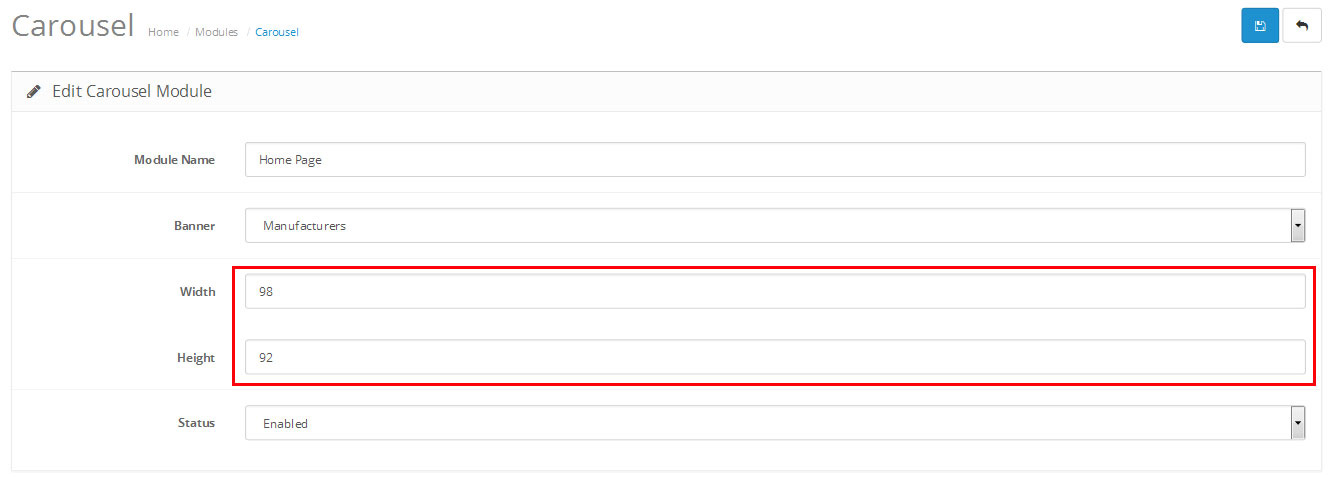 Carousel Home / Modules / Carousel
Edit Carousel Module
Module Name Home Page
Banner Manufacturers
Width 98
Height 92
Status Enabled